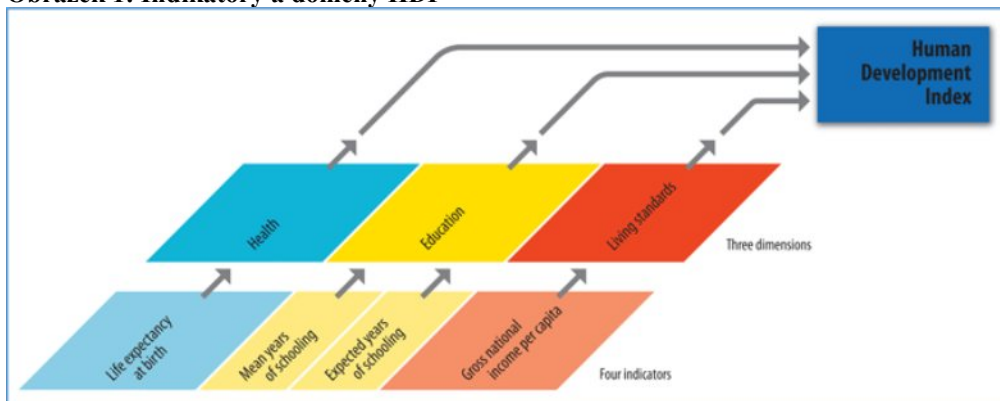 Obrázek 1: Indikátory a domény HDI
Human
Development
Index
Health
Education
Living standards
Three dimensions
Life expectancy
at birth
Mean years
of schooling
Expected years
of schooling
Gross national
income per capita
Four indicators